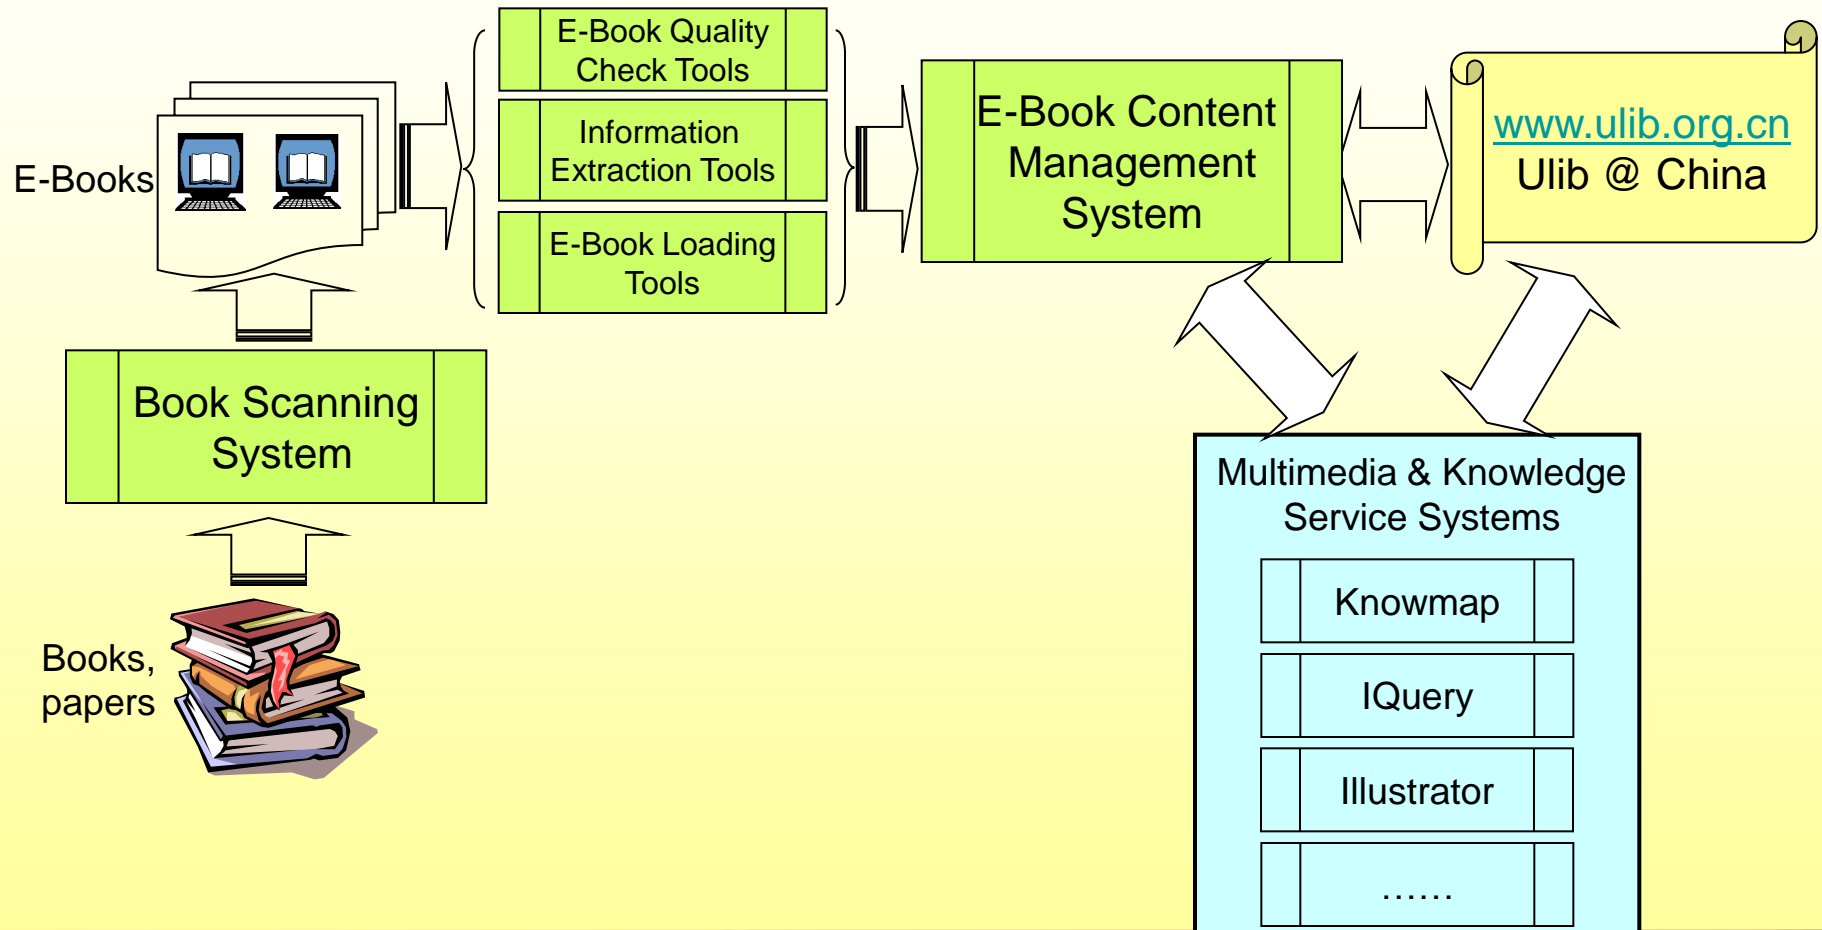 E-Book Quality
Check Tools
Information
Extraction Tools
E-Book Loading
Tools
E-Books
E-Book Content
Management
System
www.ulib.org.cn
Ulib @ China
Book Scanning
System
Books,
papers
Multimedia & Knowledge
Service Systems
Knowmap
IQuery
Illustrator
……